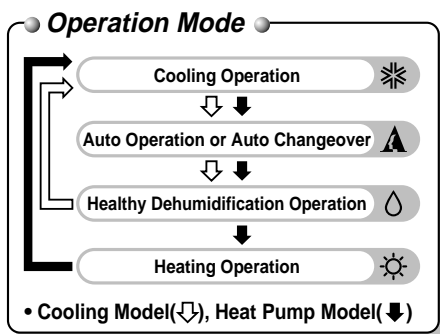 Operation Mode
Cooling Operation
Auto Operation or Auto Changeover
Healthy Dehumidification Operation
Heating Operation
• Cooling Model(⇩), Heat Pump Model(🡇)